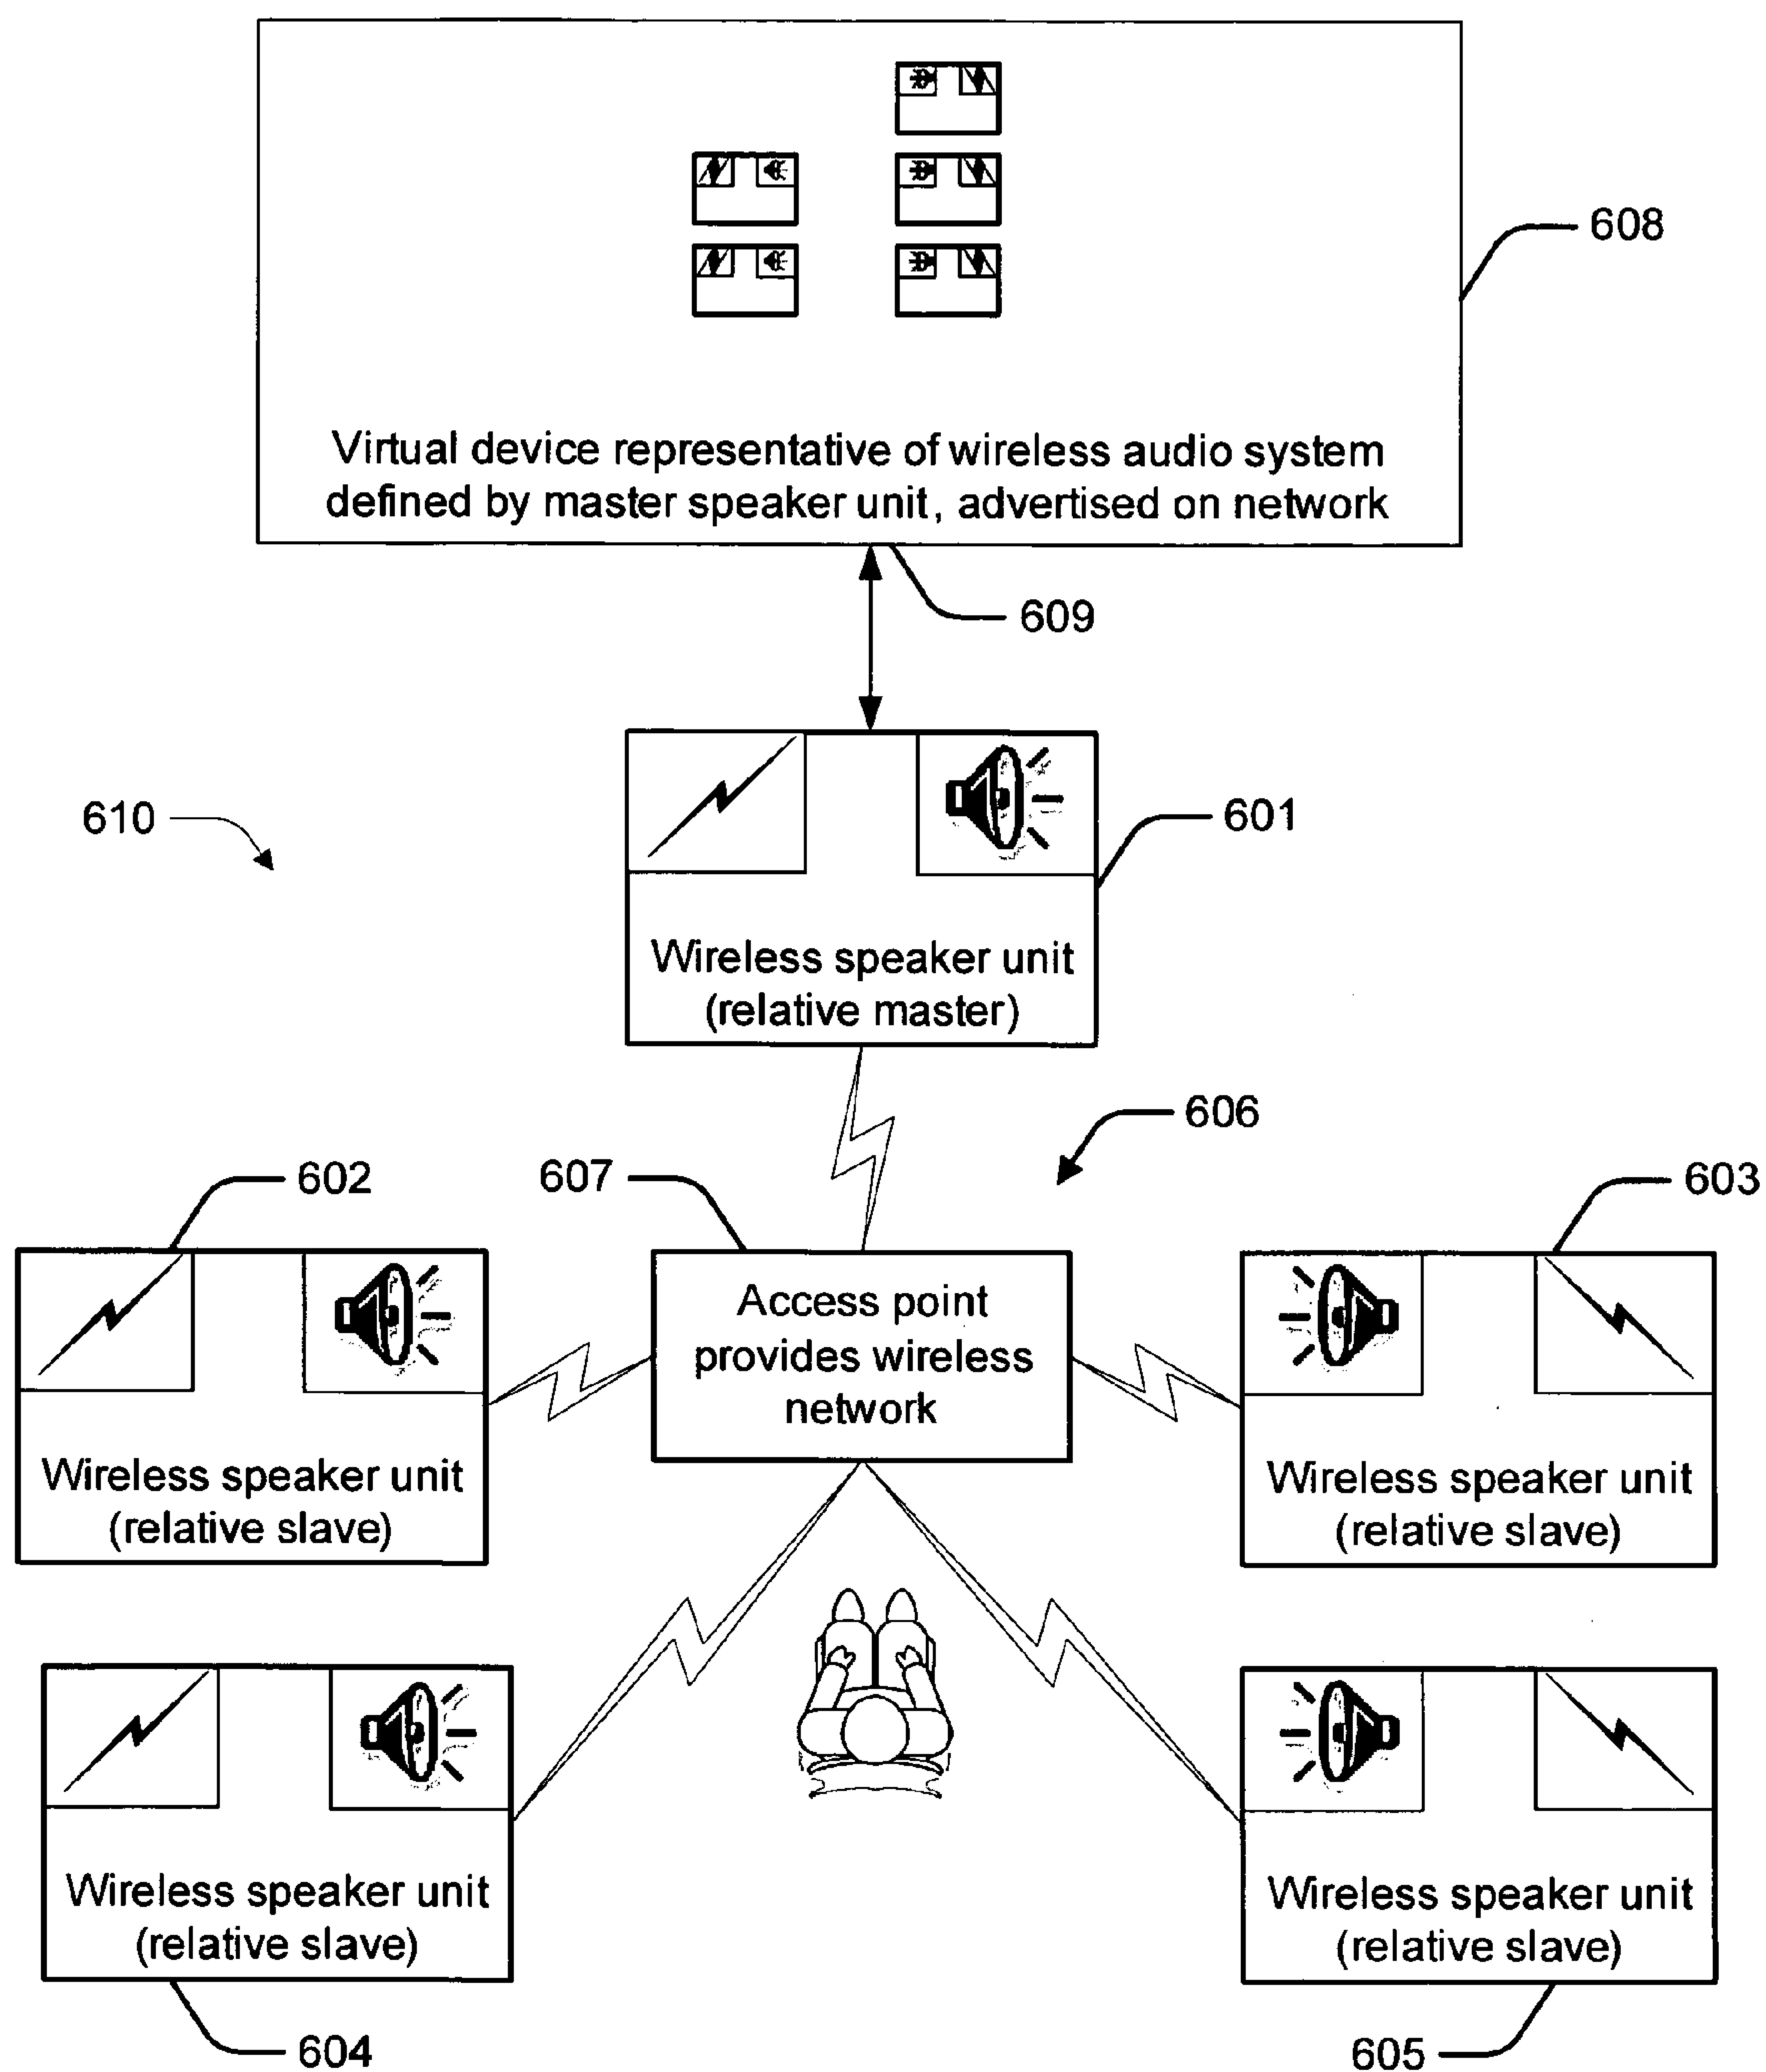 608
Virtual device representative of wireless audio system
defined by master speaker unit, advertised on network
609
610
601
Wireless speaker unit
(relative master)
606
602
607
603
Access point
provides wireless
network
Wireless speaker unit
(relative slave)
Wireless speaker unit
(relative slave)
Wireless speaker unit
(relative slave)
Wireless speaker unit
(relative slave)
604
605